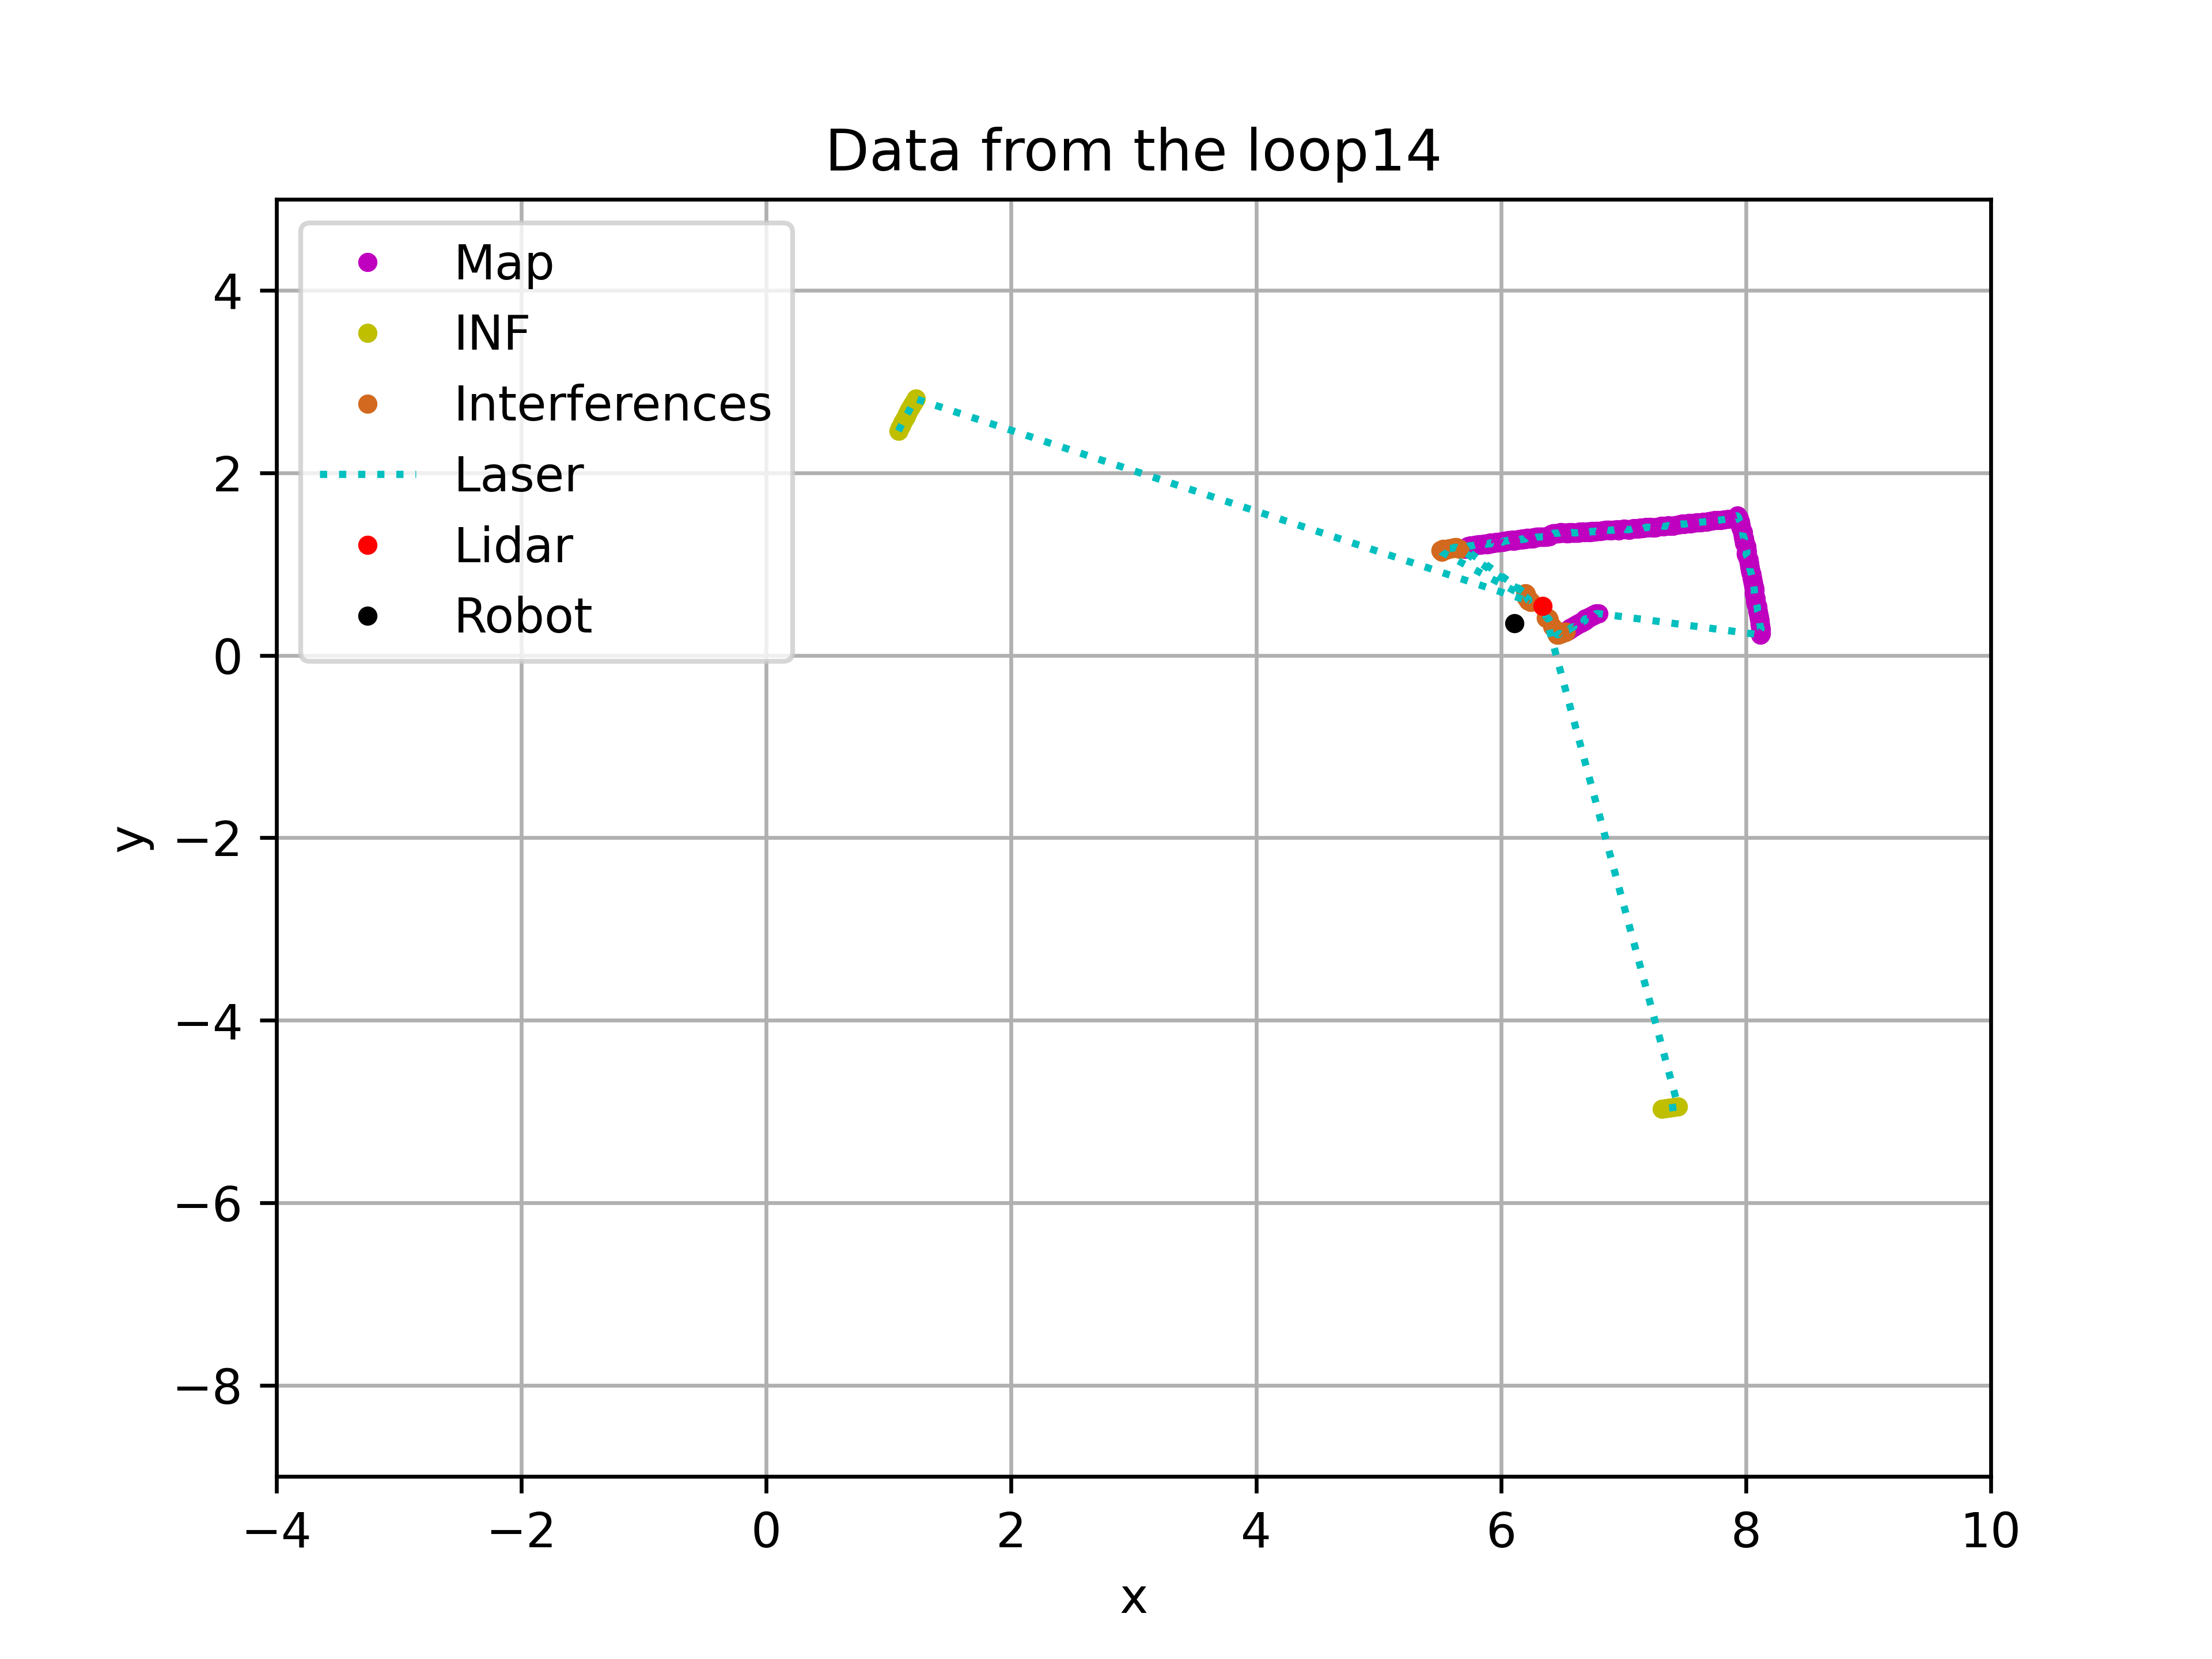 Data from the loop14
Map
INF
Interferences
Laser
Lidar
Robot
4
2
0
−2
−4
−6
−8
y
−4 −2 0 2 4 6 8 10
x